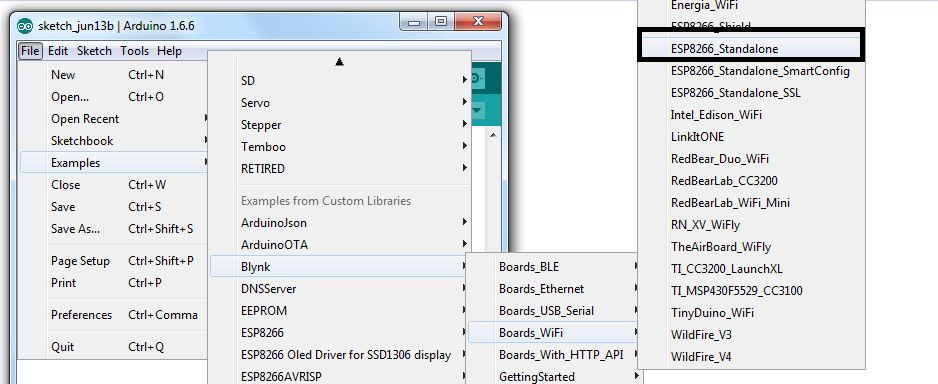 sketch_jun13b | Arduino 1.6.6
File Edit Sketch Tools Help
New Ctrl+N
Open... Ctrl+O
Open Recent
Sketchbook
Examples
Close Ctrl+W
Save Ctrl+S
Save As... Ctrl+Shift+S
Page Setup Ctrl+Shift+P
Print Ctrl+P
Preferences Ctrl+Comma
Quit Ctrl+Q
SD
Servo
Stepper
Temboo
RETIRED
Examples from Custom Libraries
ArduinoJson
ArduinoOTA
Blynk
DNSServer
EEPROM
ESP8266
ESP8266 Oled Driver for SSD1306 display
ESP8266AVRISP
Boards_BLE
Boards_Ethernet
Boards_USB_Serial
Boards_WiFi
Boards_With_HTTP_API
GettingStarted
Energia_WiFi
ESP8266_Shield
ESP8266_Standalone
ESP8266_Standalone_SmartConfig
ESP8266_Standalone_SSL
Intel_Edison_WiFi
LinkItONE
RedBear_Duo_WiFi
RedBearLab_CC3200
RedBearLab_WiFi_Mini
RN_XV_WiFly
TheAirBoard_WiFly
TI_CC3200_LaunchXL
TI_MSP430F5529_CC3100
TinyDuino_WiFi
WildFire_V3
WildFire_V4